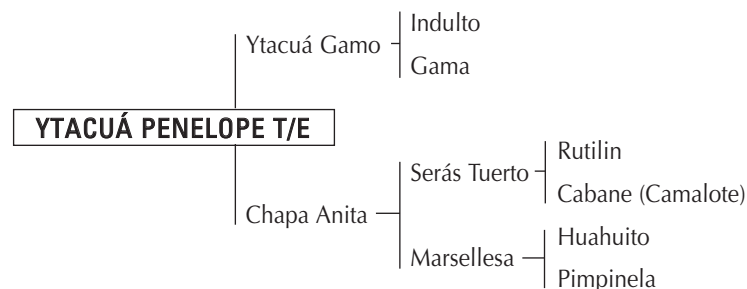 Indulto
Ytacuá Gamo
Gama
YTACUÁ PENELOPE T/E
Rutilin
Serás Tuerto
Cabane (Camalote)
Chapa Anita
Huahuito
Marsellesa
Pimpinela